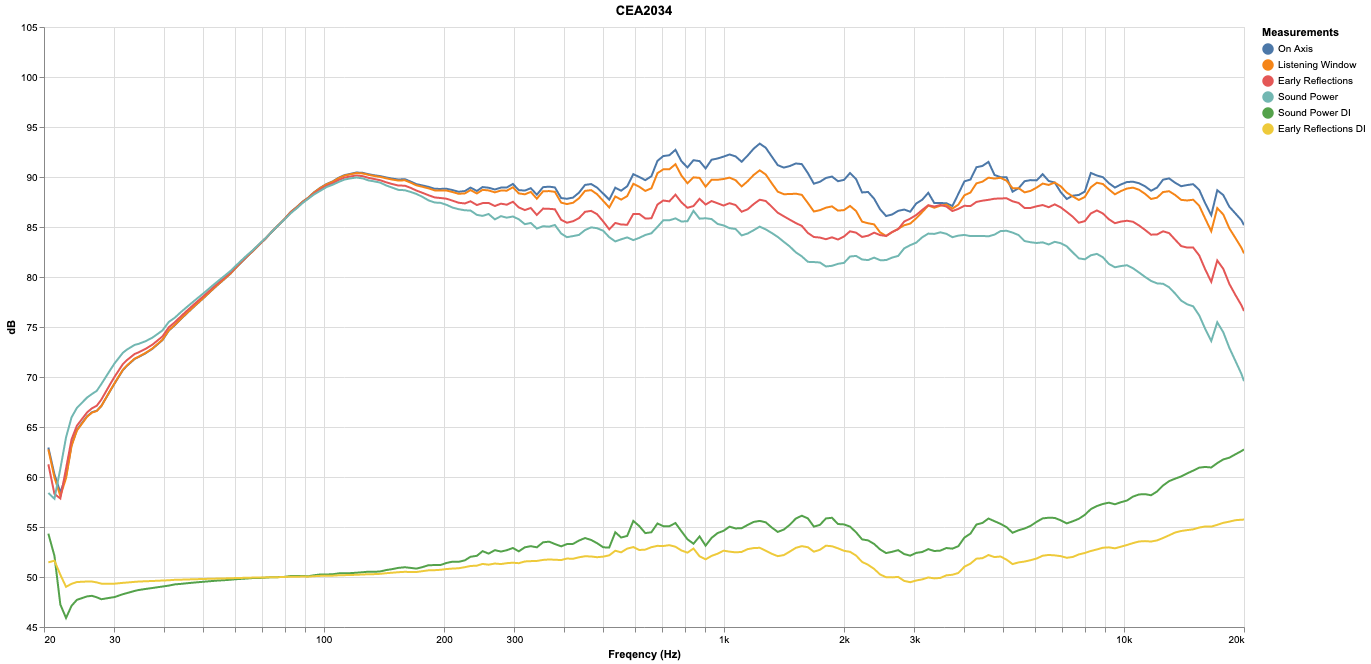 CEA2034
105
100
95
90
85
80
75
70
65
60
55
50
45
dB
20
30
100
200
300
1k
2k
3k
10k
20k
Freqency (Hz)
Measurements
On Axis
Listening Window
Early Reflections
Sound Power
Sound Power DI
Early Reflections DI